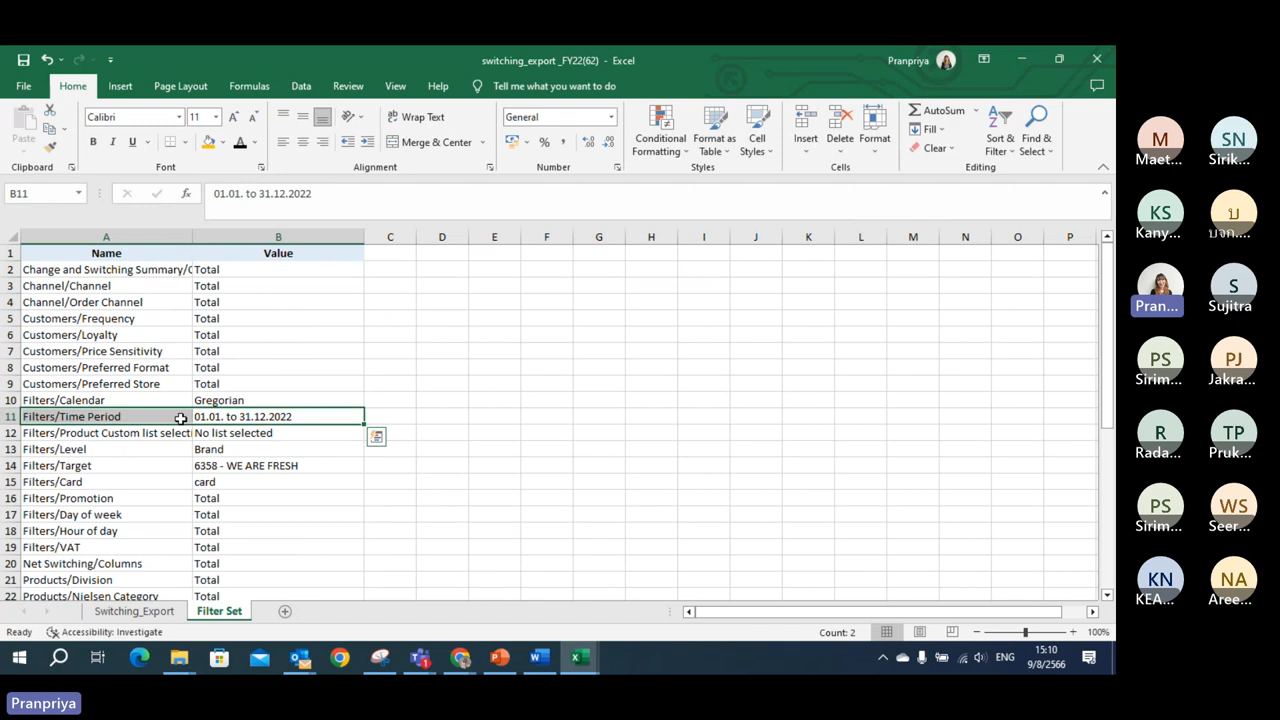 switching_export _FY22(62) - Excel
Pranpriya
File Home Insert Page Layout Formulas Data Review View Help Tell me what you want to do
Paste
Calibri 11
B I U A
Wrap Text
Merge & Center
General
Conditional Formatting
Format as Table
Cell Styles
Insert Delete Format
AutoSum
Fill
Clear
Sort & Filter
Find & Select
Clipboard Font Alignment Number Styles Cells Editing
B11 fx 01.01. to 31.12.2022
A B C D E F G H I J K L M N O P
1 Name Value
2 Change and Switching Summary/C Total
3 Channel/Channel Total
4 Channel/Order Channel Total
5 Customers/Frequency Total
6 Customers/Loyalty Total
7 Customers/Price Sensitivity Total
8 Customers/Preferred Format Total
9 Customers/Preferred Store Total
10 Filters/Calendar Gregorian
11 Filters/Time Period 01.01. to 31.12.2022
12 Filters/Product Custom list selecti No list selected
13 Filters/Level Brand
14 Filters/Target 6358 - WE ARE FRESH
15 Filters/Card card
16 Filters/Promotion Total
17 Filters/Day of week Total
18 Filters/Hour of day Total
19 Filters/VAT Total
20 Net Switching/Columns Total
21 Products/Division Total
22 Products/Nielsen Category Total
Switching_Export Filter Set
Ready Accessibility: Investigate Count: 2 100%
ENG 15:10
9/8/2566
Pranpriya
M SN
Maet... Sirik...
KS บ
Kany... บจก....
S
Pran... Sujitra
PS PJ
Sirim... Jakra...
R TP
Rada... Pruk...
PS WS
Sirim... Seer...
KN NA
KEA... Aree...